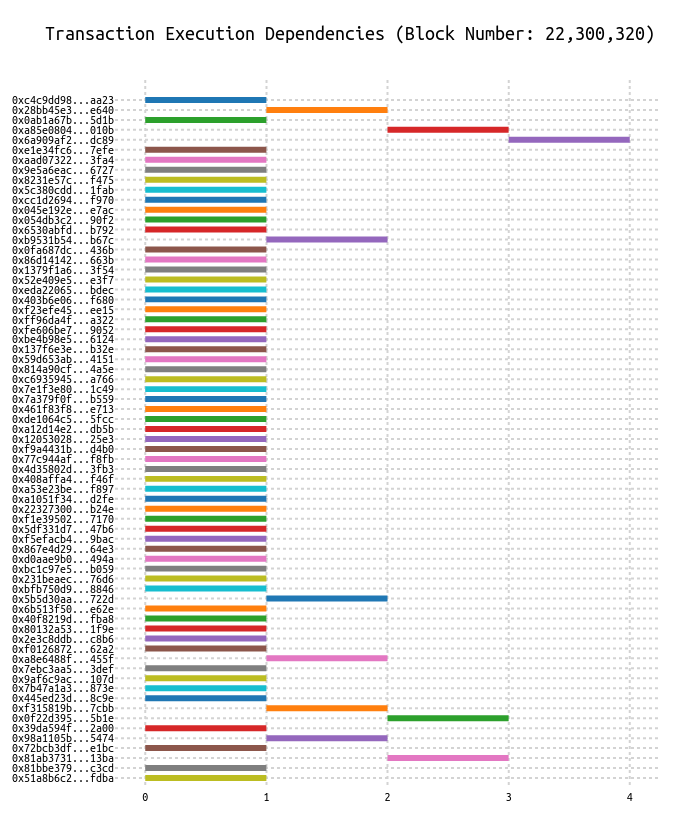 Transaction Execution Dependencies (Block Number: 22,300,320)
0xc4c9dd98...aa23
0x28bb45e3...e640
0x0ab1a67b...5d1b
0xa85e0804...010b
0x6a909af2...dc89
0xe1e34fc6...7efe
0xaad07322...3fa4
0x9e5a6eac...6727
0x8231e57c...f475
0x5c380cdd...1fab
0xcc1d2694...f970
0x045e192e...e7ac
0x054db3c2...90f2
0x6530abfd...b792
0xb9531b54...b67c
0x0fa687dc...436b
0x86d14142...663b
0x1379f1a6...3f54
0x52e409e5...e3f7
0xeda22065...bdec
0x403b6e06...f680
0xf23efe45...ee15
0xff96da4f...a322
0xfe606be7...9052
0xbe4b98e5...6124
0x137f6e3e...b32e
0x59d653ab...4151
0x814a90cf...4a5e
0xc6935945...a766
0x7e1f3e80...1c49
0x7a379f0f...b559
0x461f83f8...e713
0xde1064c5...5fcc
0xa12d14e2...db5b
0x12053028...25e3
0xf9a4431b...d4b0
0x77c944af...f8fb
0x4d35802d...3fb3
0x408affa4...f46f
0xa53e23be...f897
0xa1051f34...d2fe
0x22327300...b24e
0xf1e39502...7170
0x5df331d7...47b6
0xf5efacb4...9bac
0x867e4d29...64e3
0xd0aae9b0...494a
0xbc1c97e5...b059
0x231beaec...76d6
0xbfb750d9...8846
0x5b5d30aa...722d
0x6b513f50...e62e
0x40f8219d...fba8
0x80132a53...1f9e
0x2e3c8ddb...c8b6
0xf0126872...62a2
0xa8e6488f...455f
0x7ebc3aa5...3def
0x9af6c9ac...107d
0x7b47a1a3...873e
0x445ed23d...8c9e
0xf315819b...7cbb
0x0f22d395...5b1e
0x39da594f...2a00
0x98a1105b...5474
0x72bcb3df...e1bc
0x81ab3731...13ba
0x81bbe379...c3cd
0x51a8b6c2...fdba
0 1 2 3 4